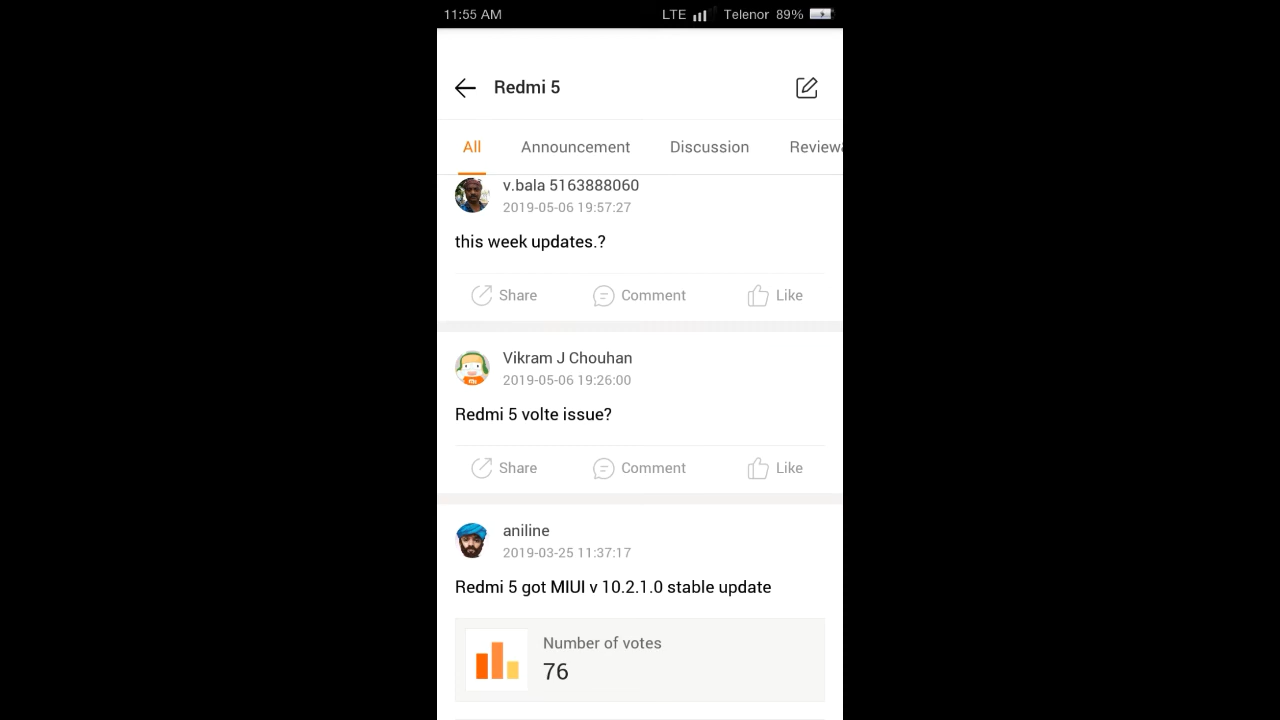 11:55 AM LTE Telenor 89%
Redmi 5
All Announcement Discussion
v.bala 5163888060
2019-05-06 19:57:27
this week updates.?
Share Comment Like
Vikram J Chouhan
2019-05-06 19:26:00
Redmi 5 volte issue?
Share Comment Like
aniline
2019-03-25 11:37:17
Redmi 5 got MIUI v 10.2.1.0 stable update
Number of votes
76